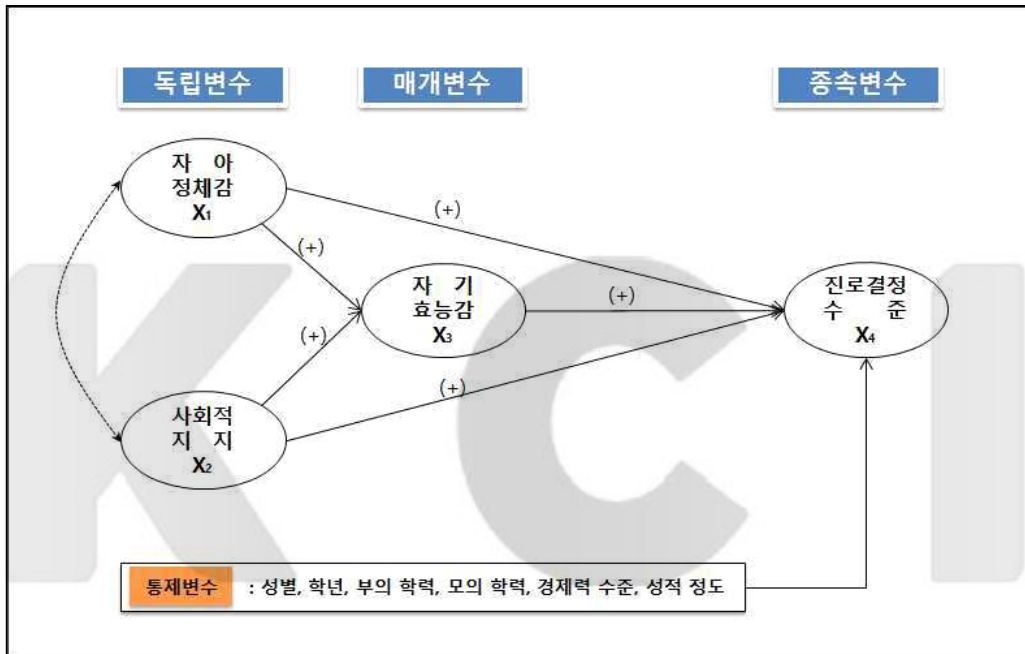 독립변수
매개변수
종속변수
자 아
정체감
X₁
(+)
(+)
자 기
효능감
X₃
(+)
진로결정
수 준
X₄
(+)
(+)
사회적
지 지
X₂
통제변수 : 성별, 학년, 부의 학력, 모의 학력, 경제력 수준, 성적 정도
KCI